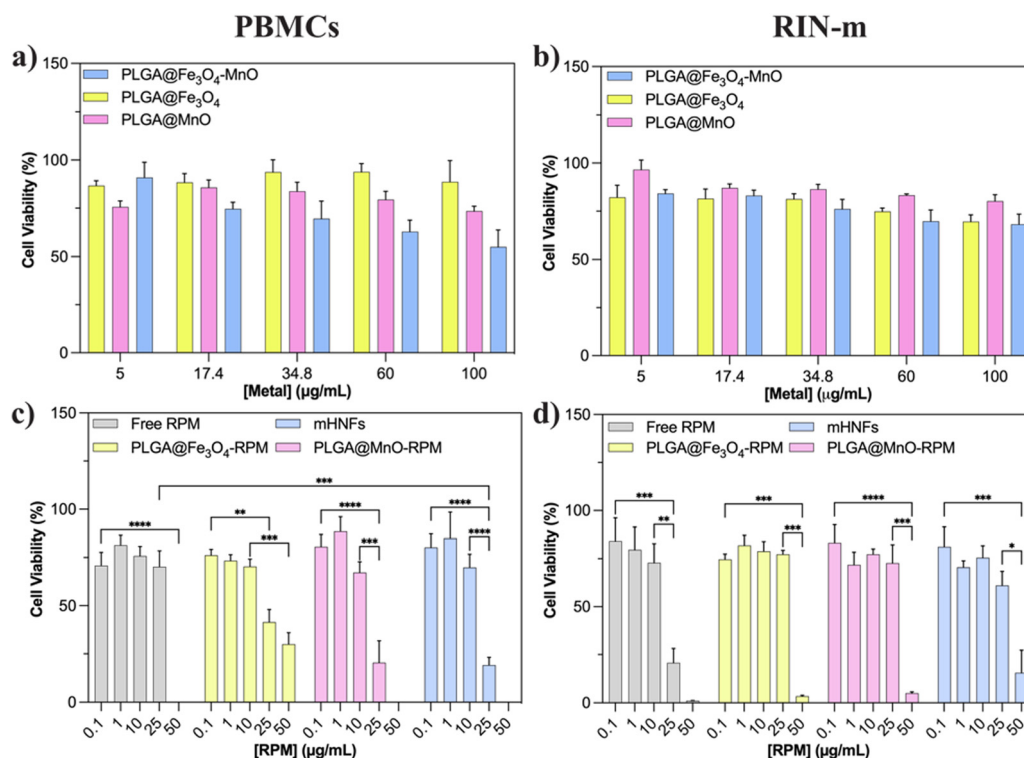 PBMCs
RIN-m
a)
PLGA@Fe₃O₄-MnO
PLGA@Fe₃O₄
PLGA@MnO
Cell Viability (%)
150
100
50
0
5 17.4 34.8 60 100
[Metal] (μg/mL)
b)
PLGA@Fe₃O₄-MnO
PLGA@Fe₃O₄
PLGA@MnO
Cell Viability (%)
150
100
50
0
5 17.4 34.8 60 100
[Metal] (μg/mL)
c)
Free RPM mHNFs
PLGA@Fe₃O₄-RPM PLGA@MnO-RPM
Cell Viability (%)
150
100
50
0
***
**** ** **** ****
*** *** ****
0.1 1 10 25 50 0.1 1 10 25 50 0.1 1 10 25 50 0.1 1 10 25 50
[RPM] (μg/mL)
d)
Free RPM mHNFs
PLGA@Fe₃O₄-RPM PLGA@MnO-RPM
Cell Viability (%)
150
100
50
0
*** *** **** ***
** *** *** *
0.1 1 10 25 50 0.1 1 10 25 50 0.1 1 10 25 50 0.1 1 10 25 50
[RPM] (μg/mL)